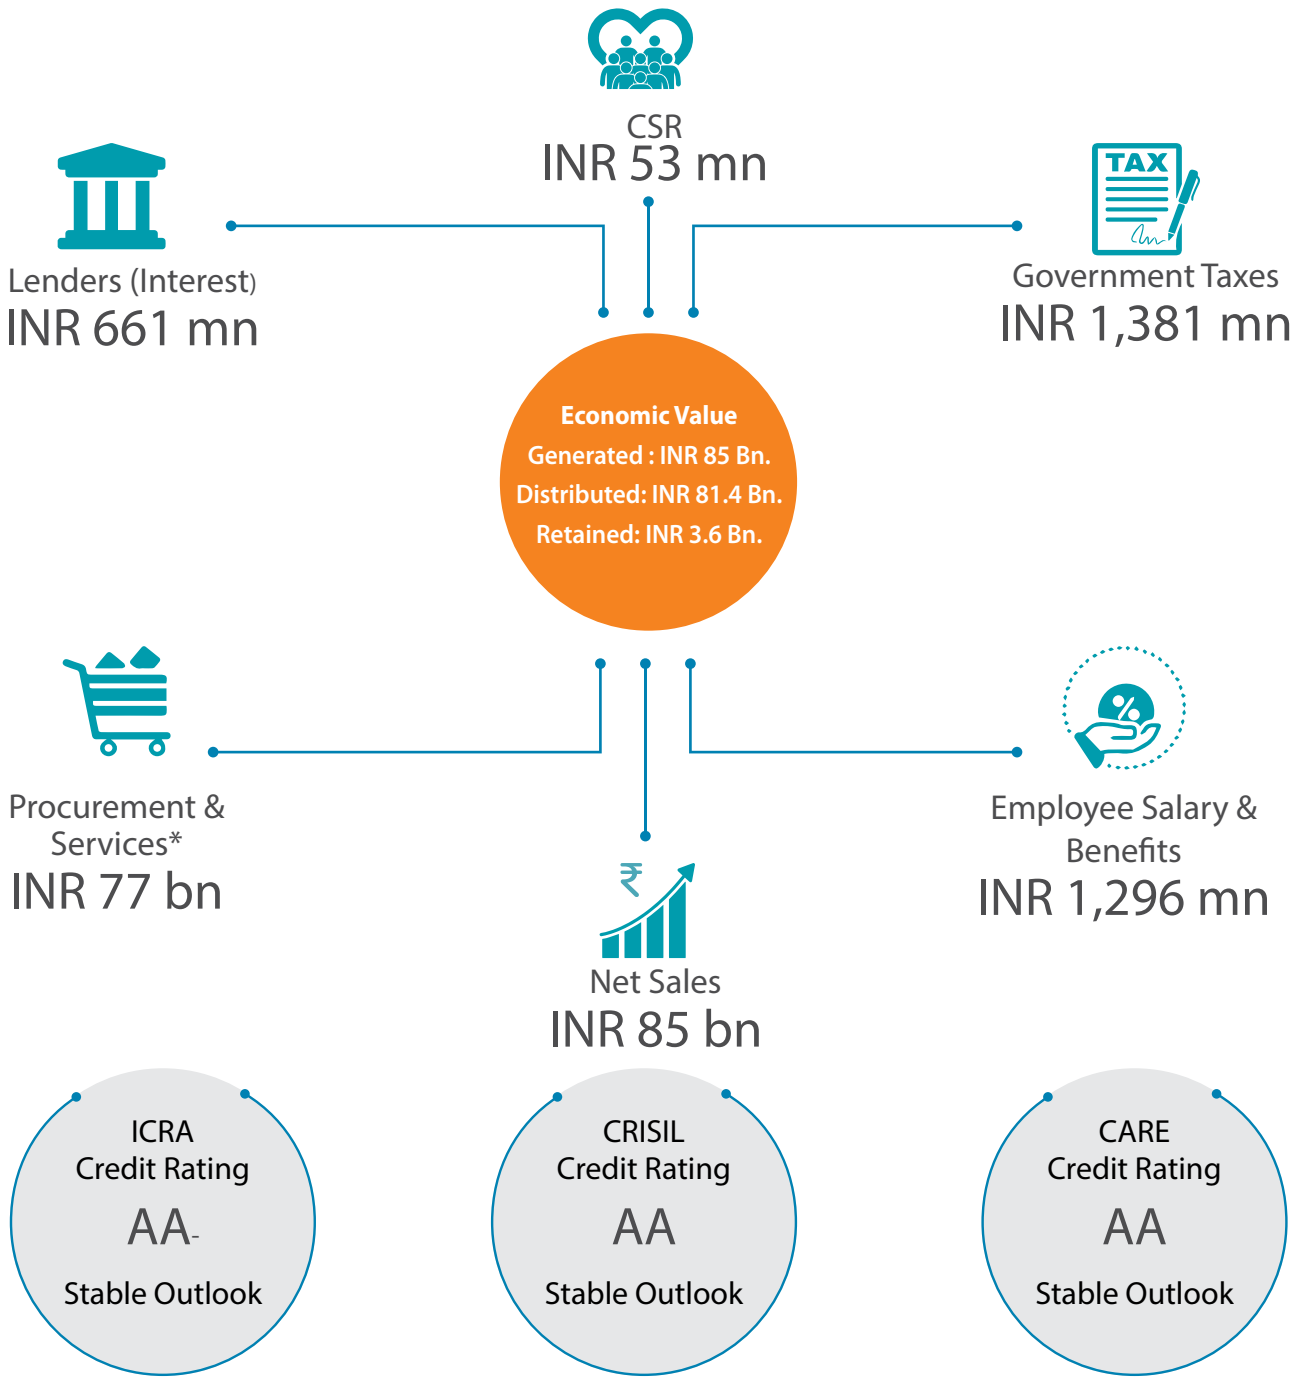 CSR
INR 53 mn
TAX
Lenders (Interest)
INR 661 mn
Government Taxes
INR 1,381 mn
Economic Value
Generated : INR 85 Bn.
Distributed: INR 81.4 Bn.
Retained: INR 3.6 Bn.
%
Procurement &
Services*
INR 77 bn
Employee Salary &
Benefits
INR 1,296 mn
₹
Net Sales
INR 85 bn
ICRA
Credit Rating
AA-
Stable Outlook
CRISIL
Credit Rating
AA
Stable Outlook
CARE
Credit Rating
AA
Stable Outlook